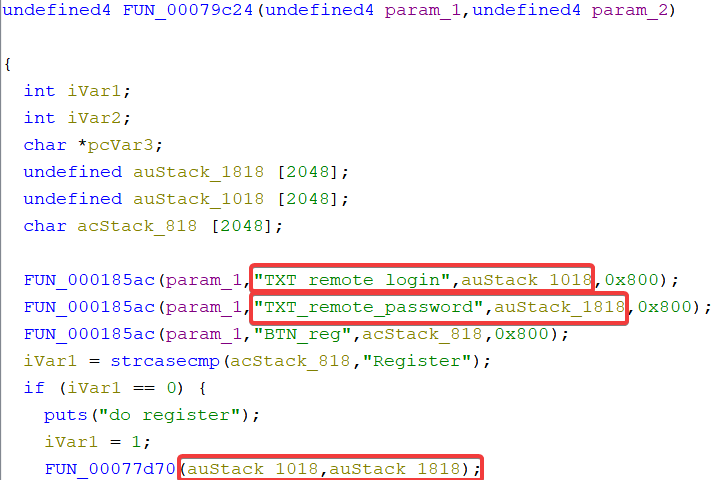 undefined4 FUN_00079c24(undefined4 param_1,undefined4 param_2)
{
int iVar1;
int iVar2;
char *pcVar3;
undefined auStack_1818 [2048];
undefined auStack_1018 [2048];
char acStack_818 [2048];
FUN_000185ac(param_1,"TXT_remote_login",auStack_1018,0x800);
FUN_000185ac(param_1,"TXT_remote_password",auStack_1818,0x800);
FUN_000185ac(param_1,"BTN_reg",acStack_818,0x800);
iVar1 = strcasecmp(acStack_818,"Register");
if (iVar1 == 0) {
puts("do register");
iVar1 = 1;
FUN_00077d70(auStack_1018,auStack_1818);